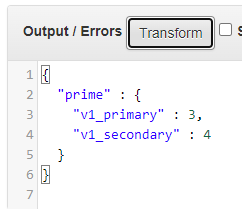 Output / Errors Transform
1 {
2 "prime" : {
3 "v1_primary" : 3,
4 "v1_secondary" : 4
5 }
6 }
7